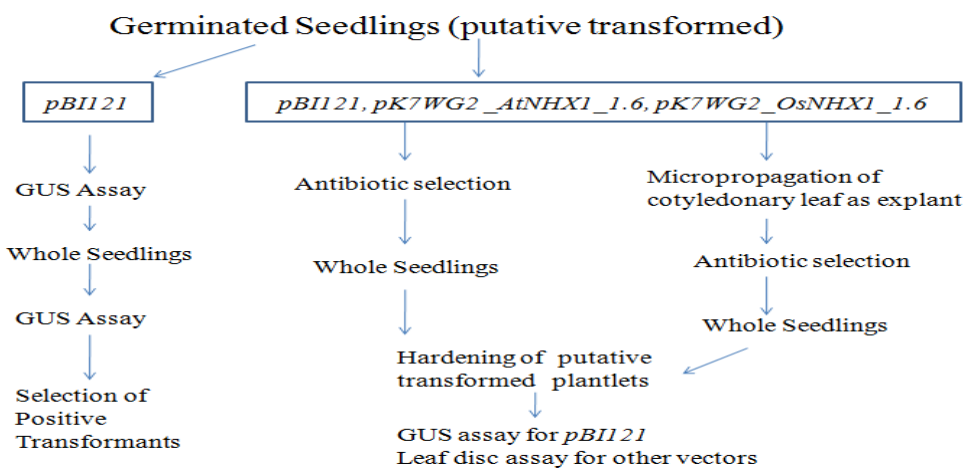 Germinated Seedlings (putative transformed)
pBI121
GUS Assay
Whole Seedlings
GUS Assay
Selection of
Positive
Transformants
pBI121, pK7WG2_AtNHX1_1.6, pK7WG2_OsNHX1_1.6
Antibiotic selection
Whole Seedlings
Micropropagation of
cotyledonary leaf as explant
Antibiotic selection
Whole Seedlings
Hardening of putative
transformed plantlets
GUS assay for pBI121
Leaf disc assay for other vectors